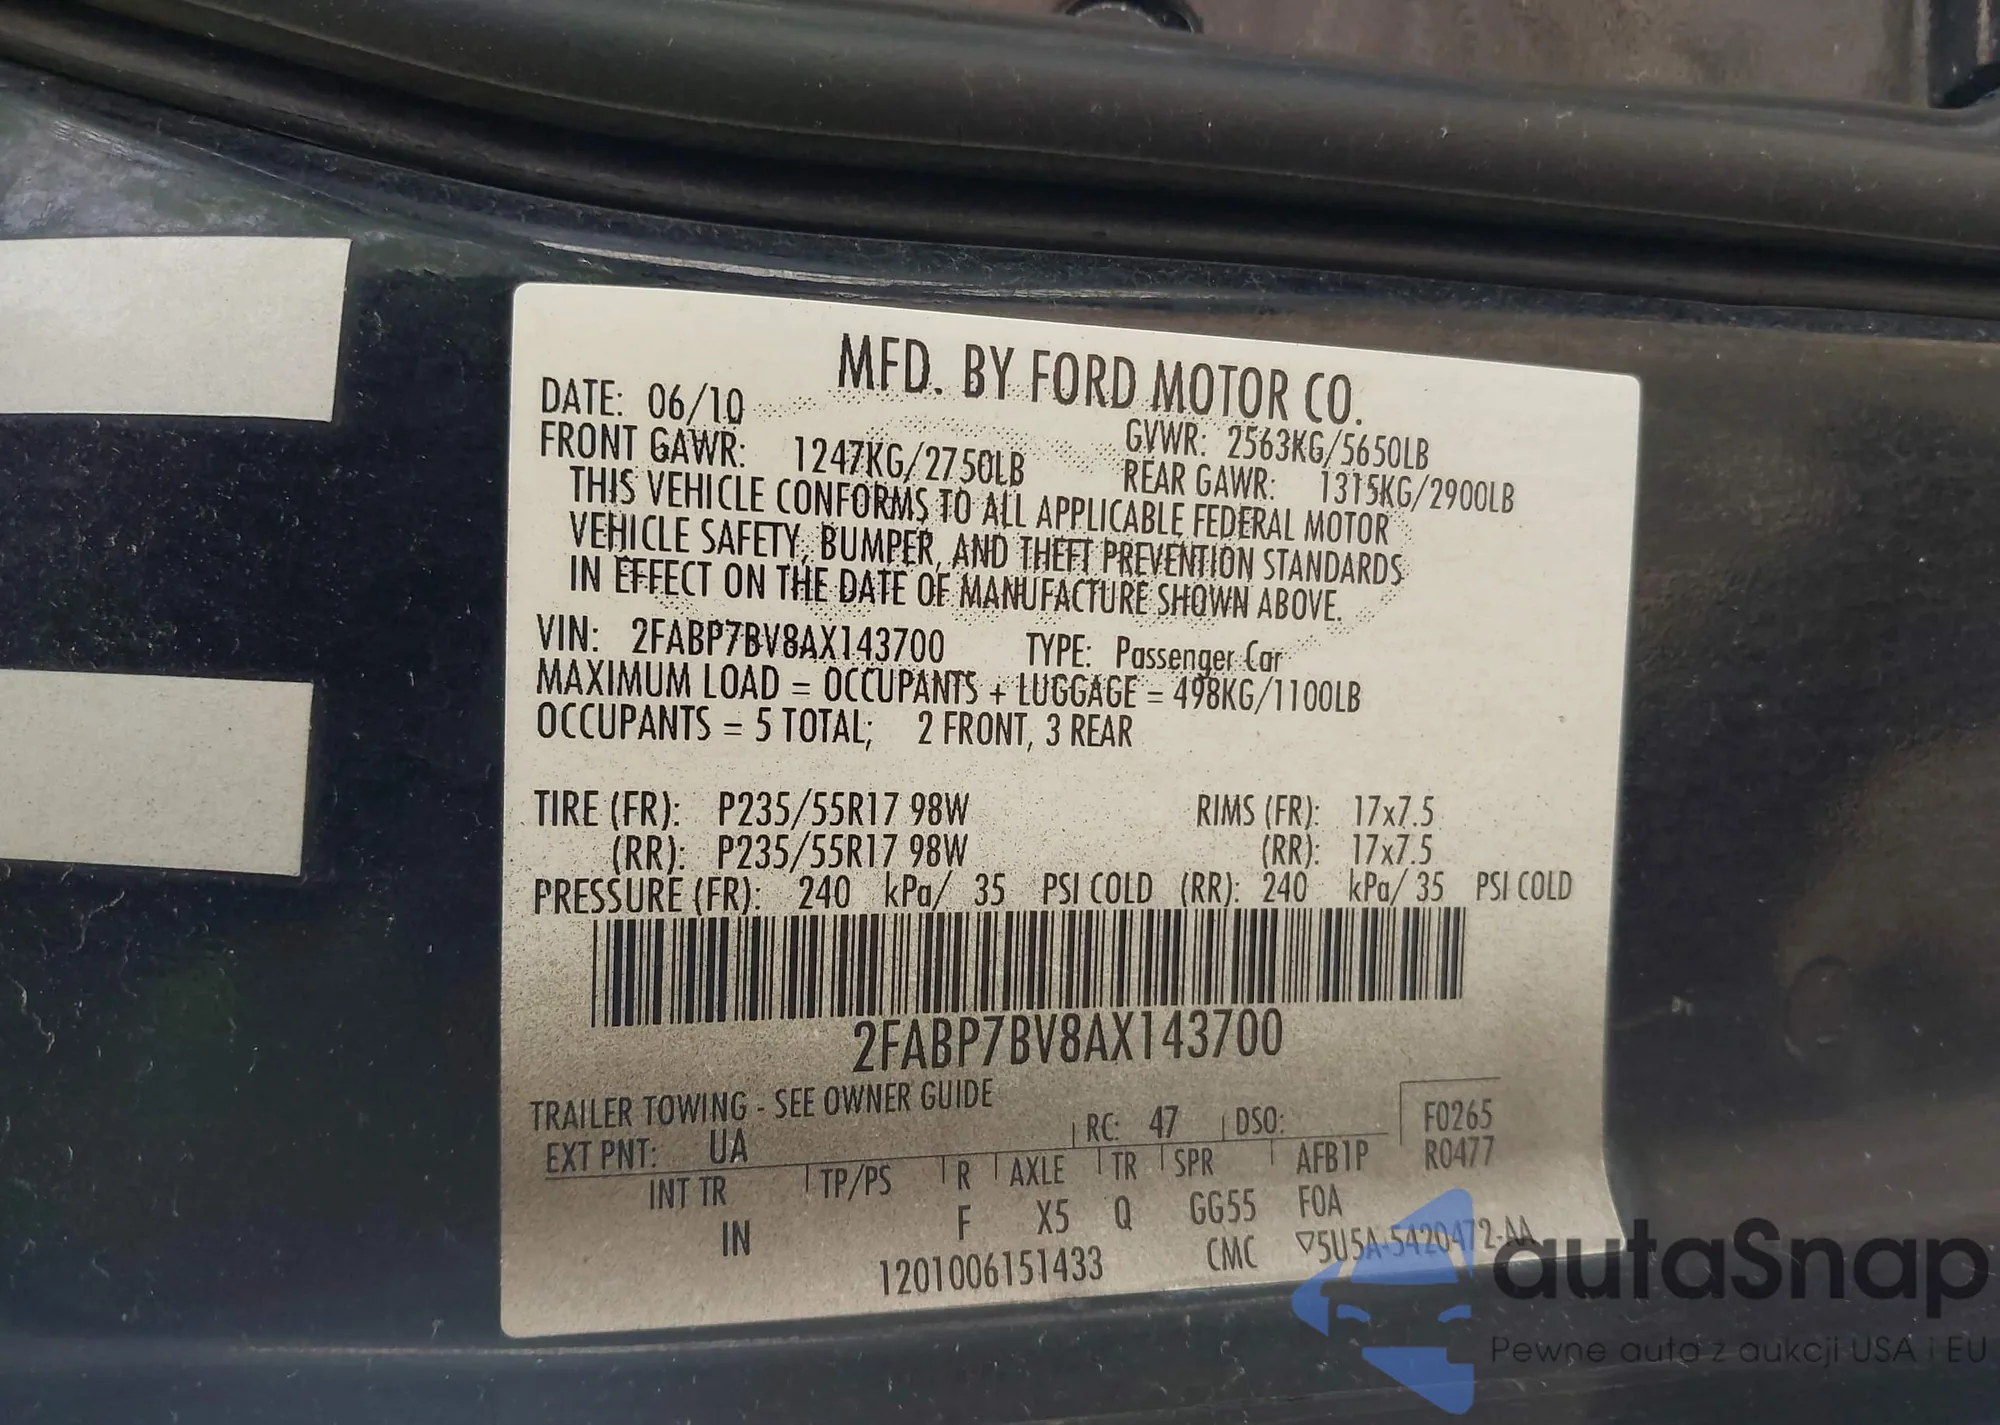 MFD. BY FORD MOTOR CO.
DATE: 06/10
GVWR: 2563KG/5650LB
FRONT GAWR: 1247KG/2750LB
REAR GAWR: 1315KG/2900LB
THIS VEHICLE CONFORMS TO ALL APPLICABLE FEDERAL MOTOR
VEHICLE SAFETY, BUMPER, AND THEFT PREVENTION STANDARDS
IN EFFECT ON THE DATE OF MANUFACTURE SHOWN ABOVE.
VIN: 2FABP7BV8AX143700 TYPE: Passenger Car
MAXIMUM LOAD = OCCUPANTS + LUGGAGE = 498KG/1100LB
OCCUPANTS = 5 TOTAL; 2 FRONT, 3 REAR
TIRE (FR): P235/55R17 98W RIMS (FR): 17x7.5
(RR): P235/55R17 98W (RR): 17x7.5
PRESSURE (FR): 240 kPa/ 35 PSI COLD (RR): 240 kPa/ 35 PSI COLD
2FABP7BV8AX143700
TRAILER TOWING - SEE OWNER GUIDE
EXT PNT: UA RC: 47 DSO: F0265
INT TR TP/PS R AXLE TR SPR AFB1P R0477
IN F X5 Q GG55 FOA
1201006151433 CMC ▽5U5A-5420472-AA
autaSnap
Pewne auta z aukcji USA i EU